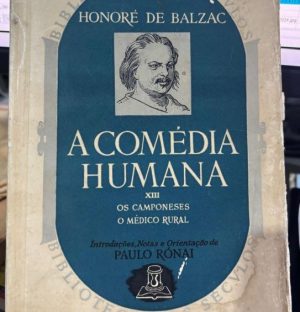 HONORÉ DE BALZAC
A COMÉDIA
HUMANA
XIII
OS CAMPONESES
O MÉDICO RURAL
Introduções, Notas e Orientação de
PAULO RÓNAI